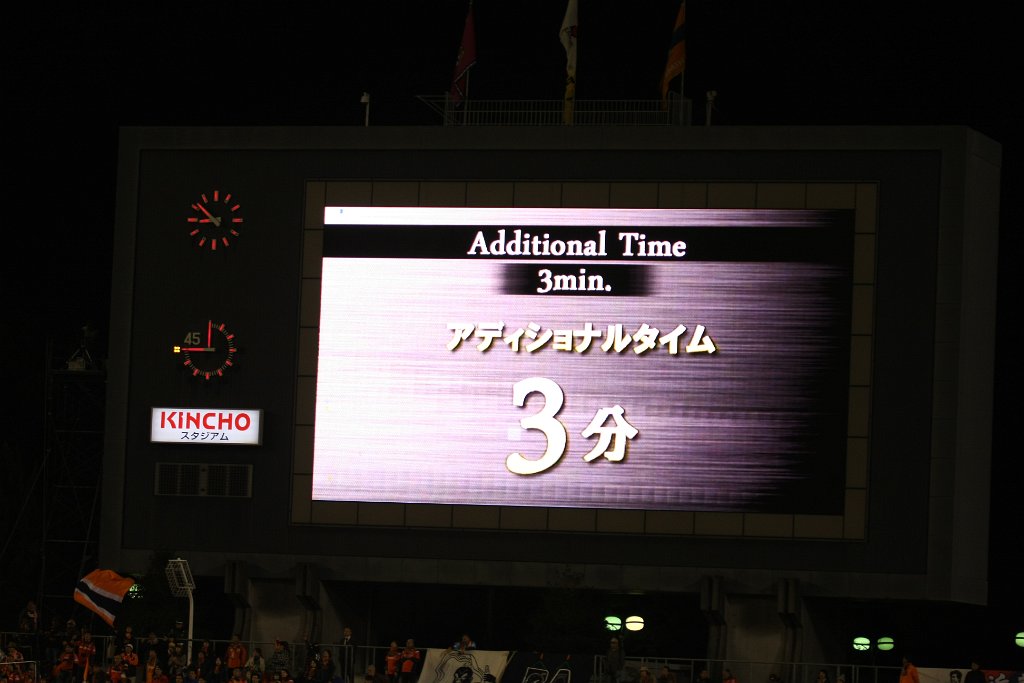 Additional Time
3min.
アディショナルタイム
3分
45
KINCHO
スタジアム